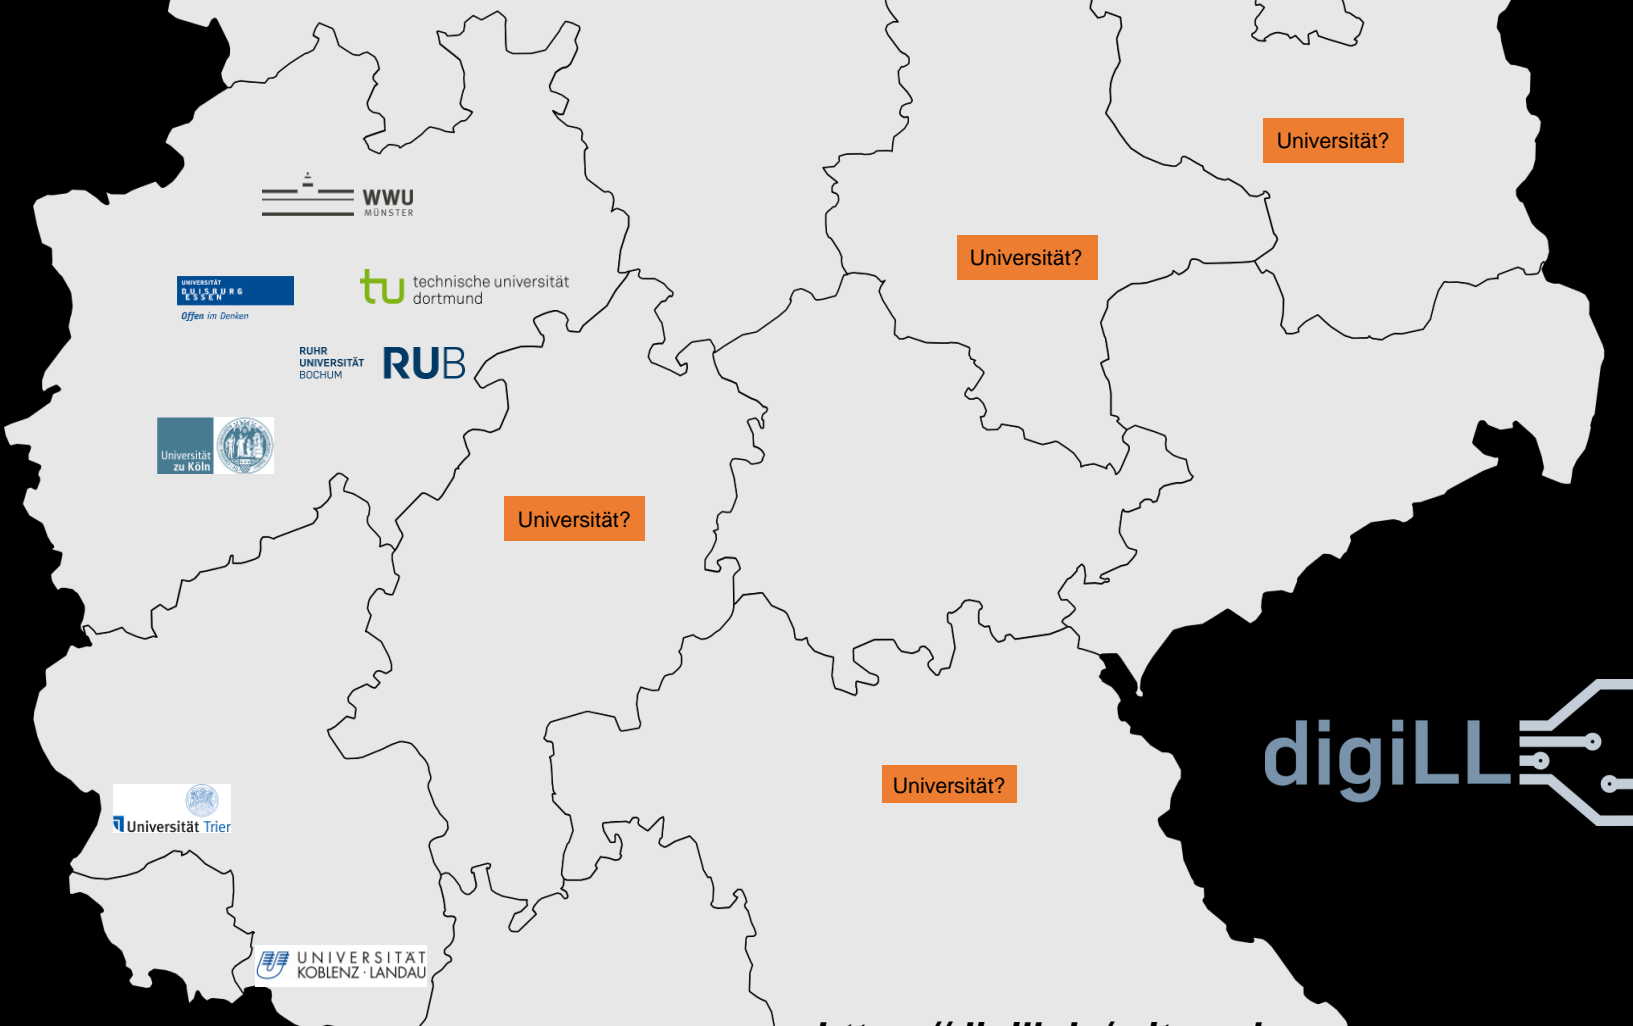 Universität?
WWU
MÜNSTER
Universität?
UNIVERSITÄT
DUISBURG
ESSEN
Offen im Denken
technische universität
dortmund
RUHR
UNIVERSITÄT
BOCHUM
RUB
Universität
zu Köln
Universität?
digiLL
Universität?
Universität Trier
UNIVERSITÄT
KOBLENZ · LANDAU